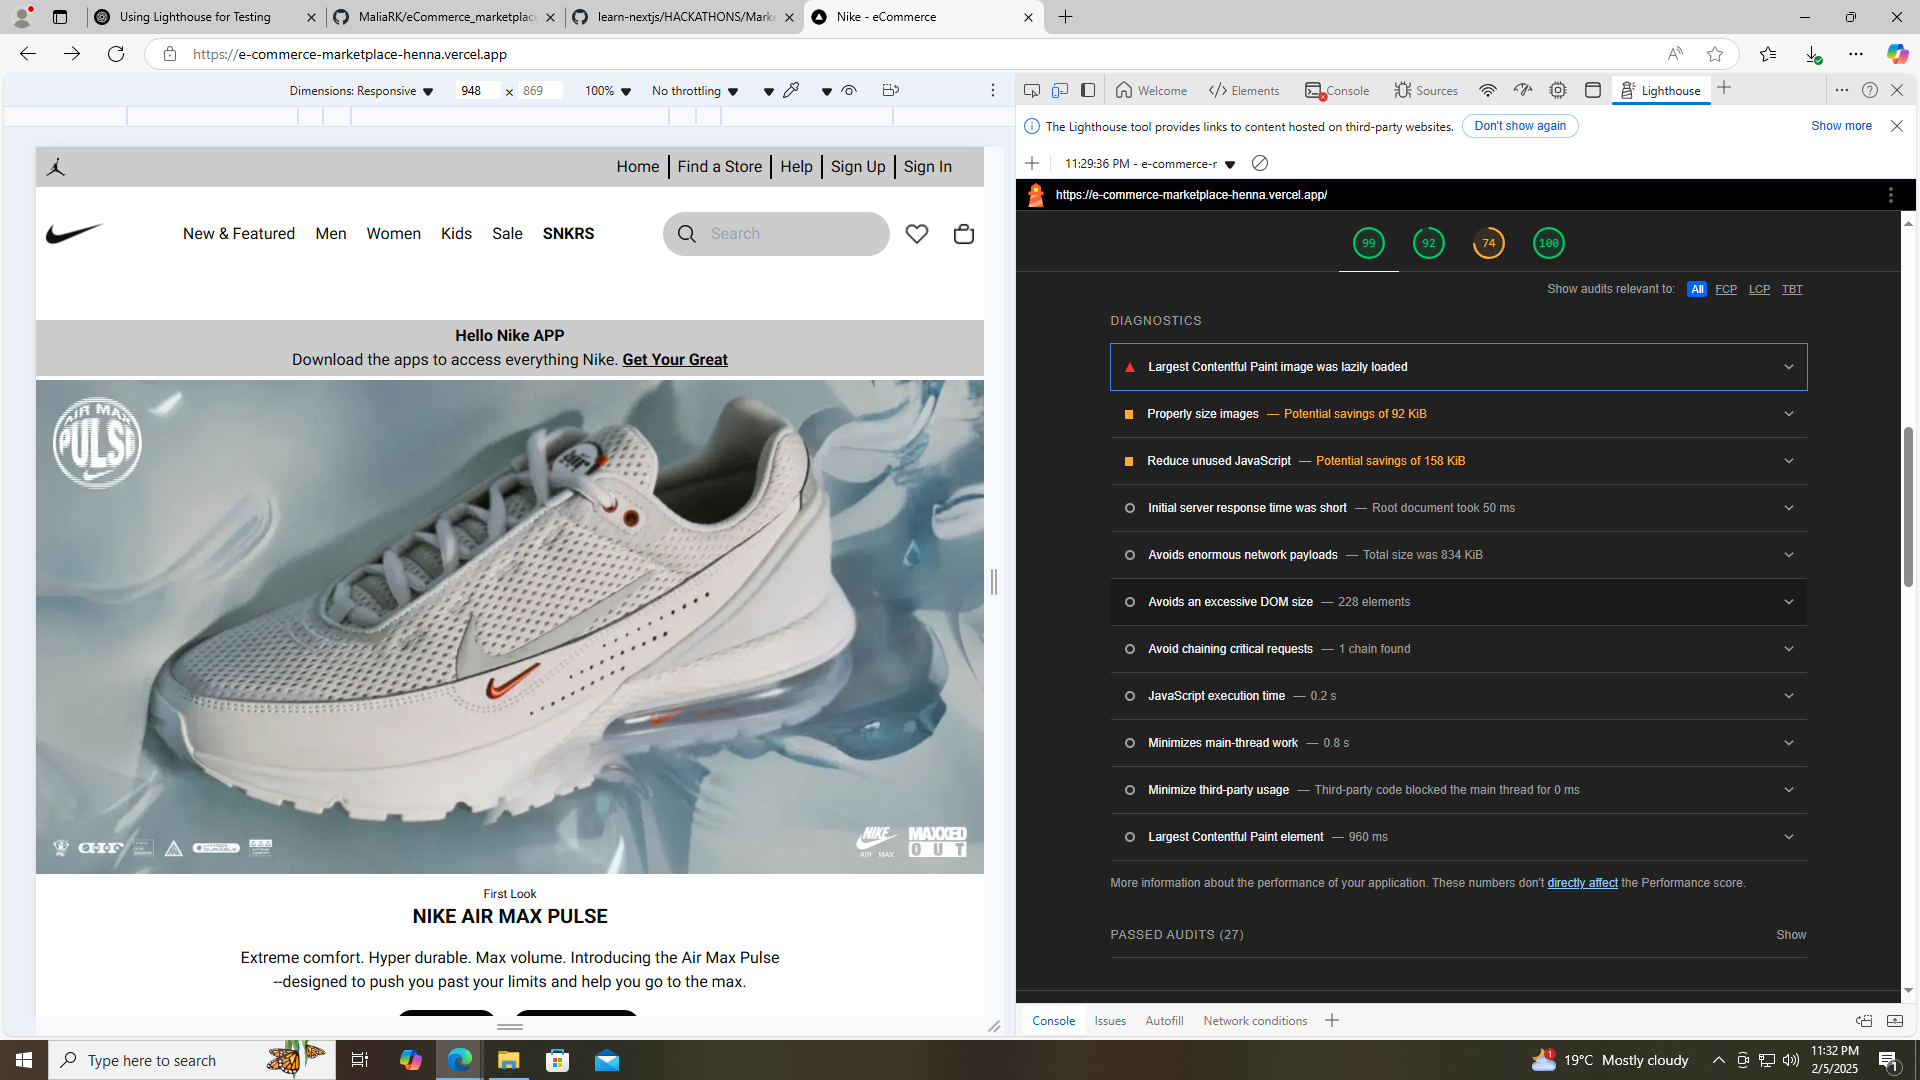 Using Lighthouse for Testing
MaliaRK/eCommerce_marketplace
learn-nextjs/HACKATHONS/Marke
Nike - eCommerce
https://e-commerce-marketplace-henna.vercel.app
Dimensions: Responsive
948 × 869
100%
No throttling
Welcome
Elements
Console
Sources
Lighthouse
The Lighthouse tool provides links to content hosted on third-party websites.
Don't show again
Show more
11:29:36 PM - e-commerce-r
https://e-commerce-marketplace-henna.vercel.app/
99
92
74
100
Show audits relevant to: All FCP LCP TBT
DIAGNOSTICS
Largest Contentful Paint image was lazily loaded
Properly size images — Potential savings of 92 KiB
Reduce unused JavaScript — Potential savings of 158 KiB
Initial server response time was short — Root document took 50 ms
Avoids enormous network payloads — Total size was 834 KiB
Avoids an excessive DOM size — 228 elements
Avoid chaining critical requests — 1 chain found
JavaScript execution time — 0.2 s
Minimizes main-thread work — 0.8 s
Minimize third-party usage — Third-party code blocked the main thread for 0 ms
Largest Contentful Paint element — 960 ms
More information about the performance of your application. These numbers don't directly affect the Performance score.
PASSED AUDITS (27)
Show
Console
Issues
Autofill
Network conditions
Home
Find a Store
Help
Sign Up
Sign In
New & Featured
Men
Women
Kids
Sale
SNKRS
Search
Hello Nike APP
Download the apps to access everything Nike. Get Your Great
AIR MAX
PULSE
NIKE
AIR MAX
MAXXED
OUT
First Look
NIKE AIR MAX PULSE
Extreme comfort. Hyper durable. Max volume. Introducing the Air Max Pulse
--designed to push you past your limits and help you go to the max.
Type here to search
1
19°C Mostly cloudy
11:32 PM
2/5/2025
1